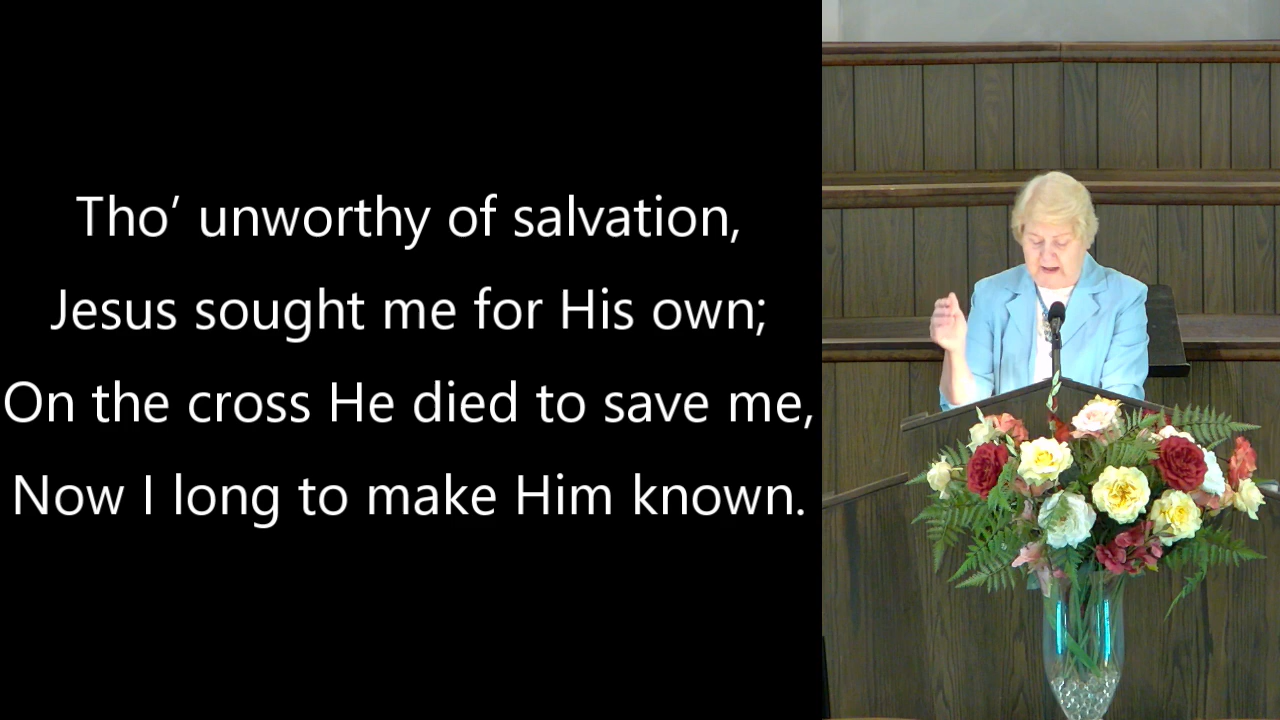 Tho’ unworthy of salvation,
Jesus sought me for His own;
On the cross He died to save me,
Now I long to make Him known.